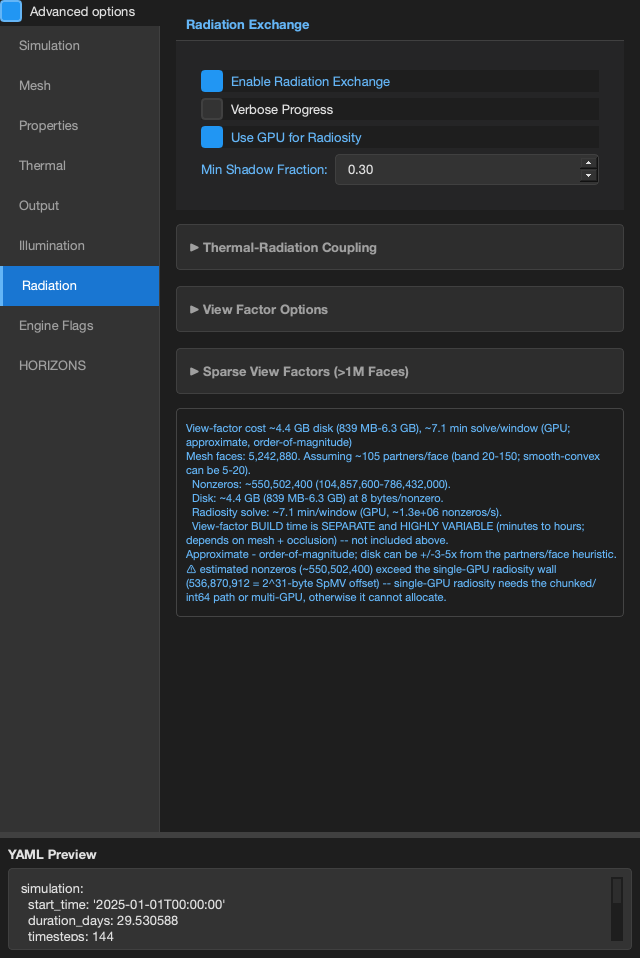 Advanced options
Simulation
Mesh
Properties
Thermal
Output
Illumination
Radiation
Engine Flags
HORIZONS
Radiation Exchange
Enable Radiation Exchange
Verbose Progress
Use GPU for Radiosity
Min Shadow Fraction: 0.30
▶ Thermal-Radiation Coupling
▶ View Factor Options
▶ Sparse View Factors (>1M Faces)
View-factor cost ~4.4 GB disk (839 MB-6.3 GB), ~7.1 min solve/window (GPU;
approximate, order-of-magnitude)
Mesh faces: 5,242,880. Assuming ~105 partners/face (band 20-150; smooth-convex
can be 5-20).
Nonzeros: ~550,502,400 (104,857,600-786,432,000).
Disk: ~4.4 GB (839 MB-6.3 GB) at 8 bytes/nonzero.
Radiosity solve: ~7.1 min/window (GPU, ~1.3e+06 nonzeros/s).
View-factor BUILD time is SEPARATE and HIGHLY VARIABLE (minutes to hours;
depends on mesh + occlusion) -- not included above.
Approximate - order-of-magnitude; disk can be +/-3-5x from the partners/face heuristic.
⚠ estimated nonzeros (~550,502,400) exceed the single-GPU radiosity wall
(536,870,912 = 2^31-byte SpMV offset) -- single-GPU radiosity needs the chunked/
int64 path or multi-GPU, otherwise it cannot allocate.
YAML Preview
simulation:
start_time: '2025-01-01T00:00:00'
duration_days: 29.530588
timesteps: 144